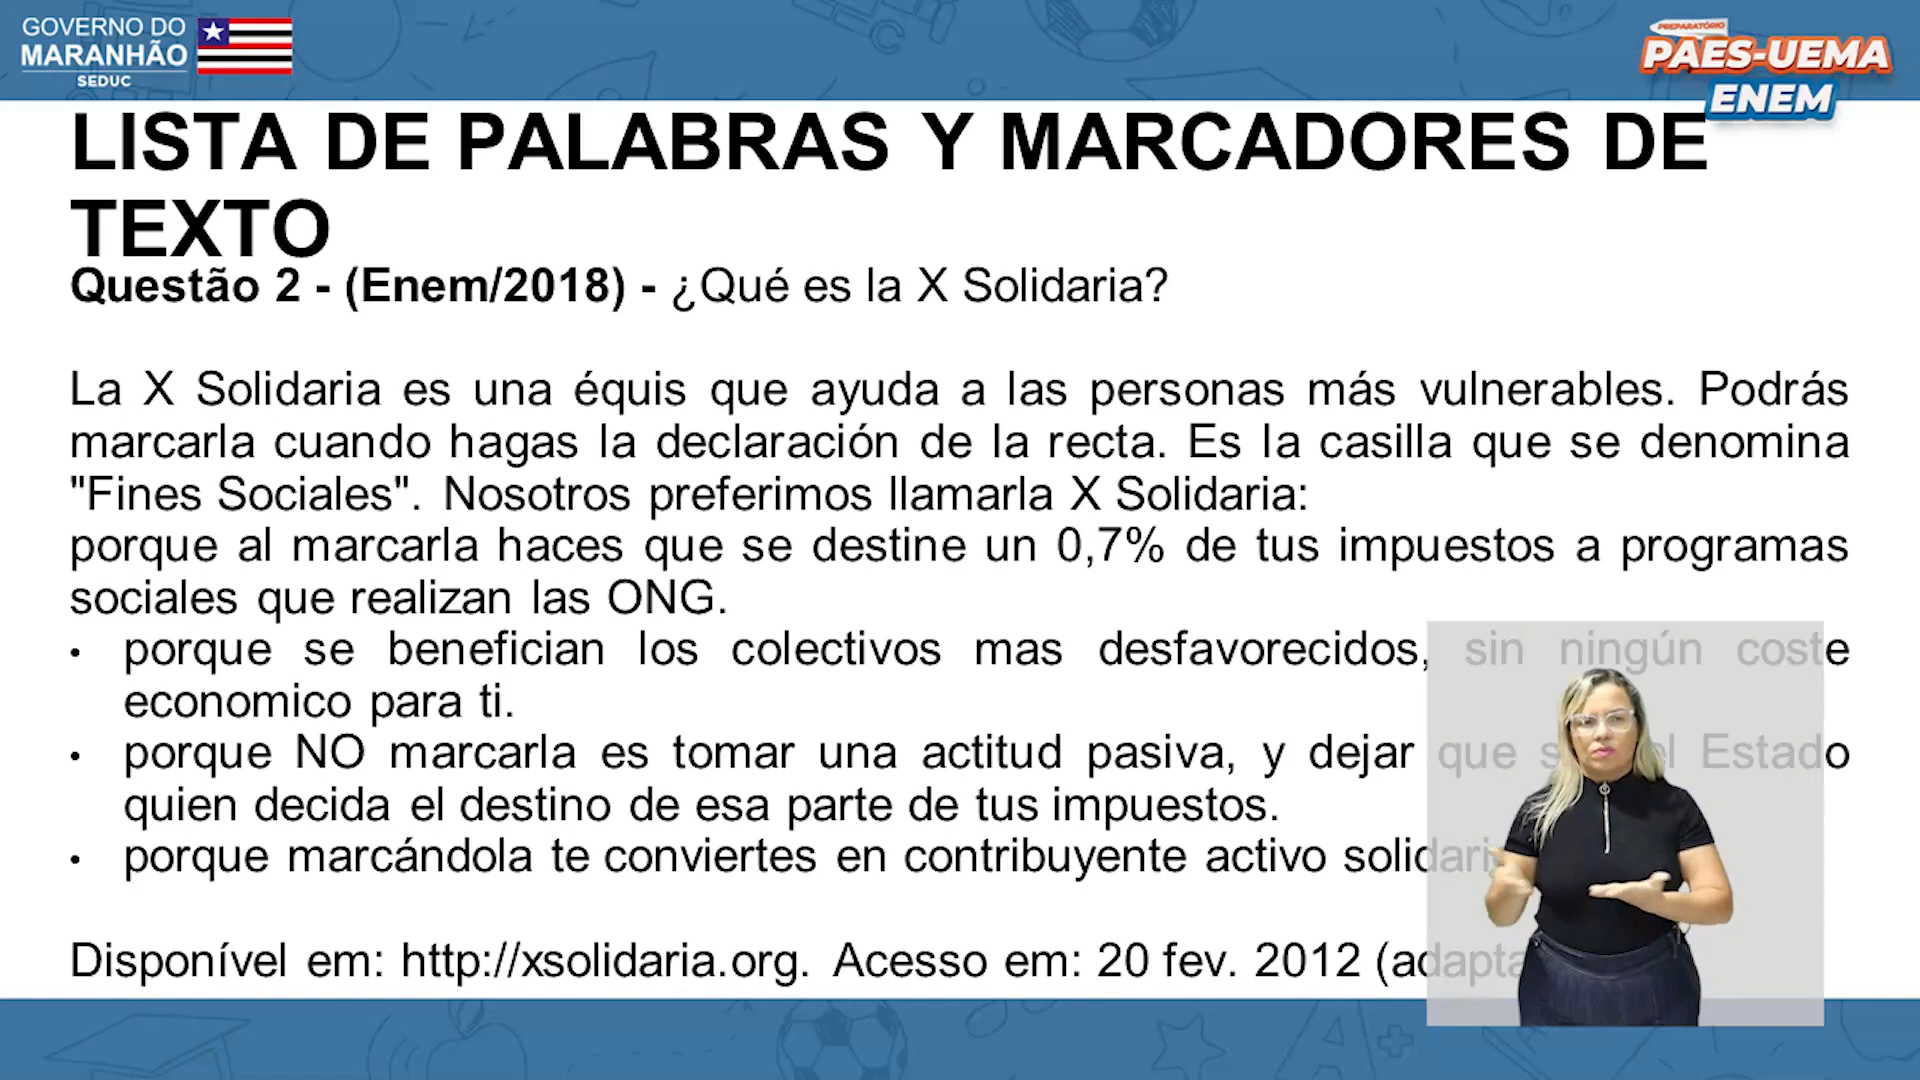 GOVERNO DO
MARANHÃO
SEDUC
PREPARATÓRIO
PAES-UEMA
ENEM
LISTA DE PALABRAS Y MARCADORES DE
TEXTO
Questão 2 - (Enem/2018) - ¿Qué es la X Solidaria?
La X Solidaria es una équis que ayuda a las personas más vulnerables. Podrás
marcarla cuando hagas la declaración de la recta. Es la casilla que se denomina
"Fines Sociales". Nosotros preferimos llamarla X Solidaria:
porque al marcarla haces que se destine un 0,7% de tus impuestos a programas
sociales que realizan las ONG.
• porque se benefician los colectivos mas desfavorecidos, sin ningún coste
economico para ti.
• porque NO marcarla es tomar una actitud pasiva, y dejar que el Estado
quien decida el destino de esa parte de tus impuestos.
• porque marcándola te conviertes en contribuyente activo
Disponível em: http://xsolidaria.org. Acesso em: 20 fev. 2012